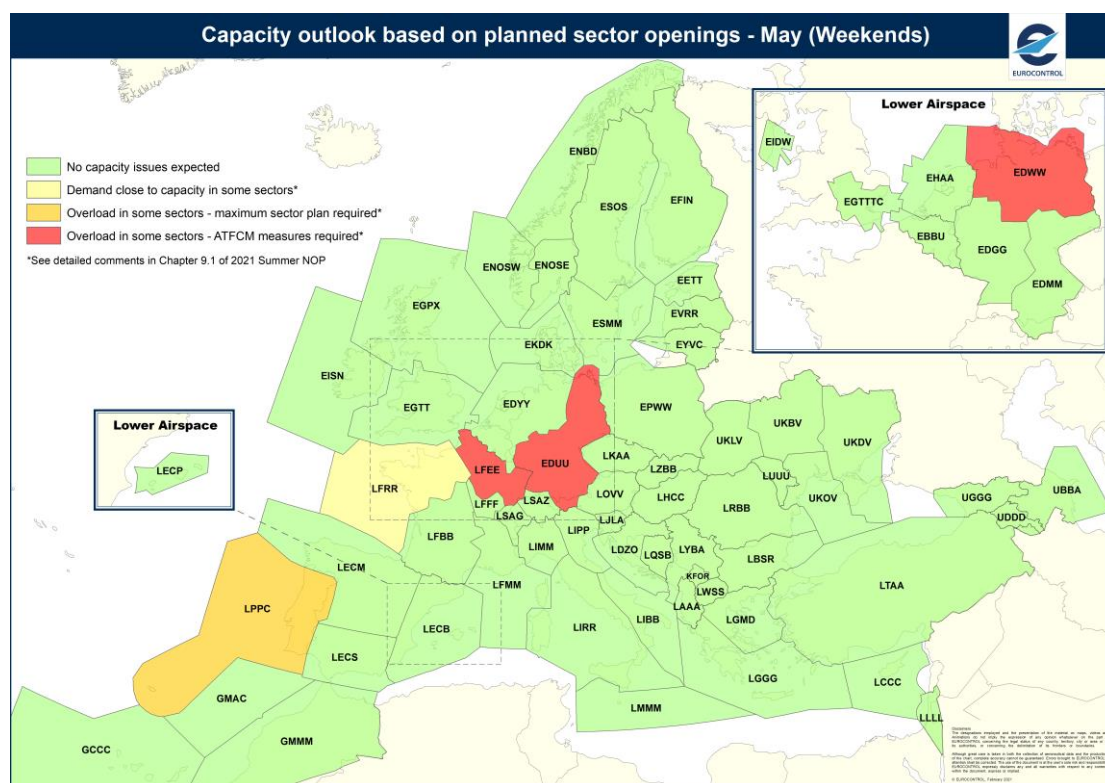 Capacity outlook based on planned sector openings - May (Weekends)
EUROCONTROL
No capacity issues expected
Demand close to capacity in some sectors*
Overload in some sectors - maximum sector plan required*
Overload in some sectors - ATFCM measures required*
*See detailed comments in Chapter 9.1 of 2021 Summer NOP
Lower Airspace
EIDW
EGTTTC
EHAA
EDWW
EBBU
EDGG
EDMM
Lower Airspace
LECP
ENBD
ESOS
EFIN
ENOSW
ENOSE
EGPX
EETT
EVRR
ESMM
EYVC
EKDK
EISN
EGTT
EDYY
EPWW
UKLV
UKBV
UKDV
LFRR
LFEE
EDUU
LKAA
LZBB
LUUU
LFFF
LSAZ
LOVV
LHCC
UKOV
LSAG
LRBB
UGGG
UBBA
UDDD
LFBB
LIMM
LIPP
LJLA
LDZO
LQSB
LYBA
LBSR
LECM
LFMM
KFOR
LWSS
LTAA
LPPC
LAAA
LECB
LIRR
LIBB
LGMD
LECS
LGGG
LCCC
GMAC
LMMM
LLLL
GCCC
GMMM
© EUROCONTROL, February 2021